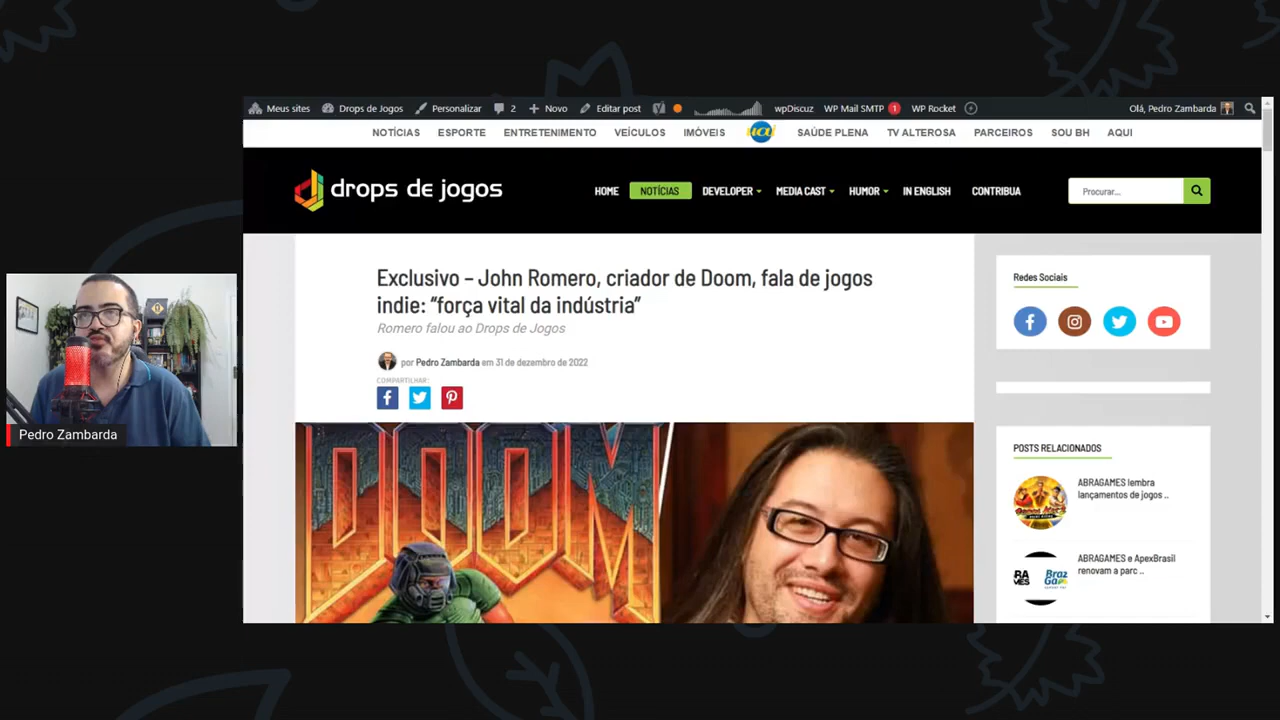 Meus sites Drops de Jogos Personalizar 2 Novo Editar post wpDiscuz WP Mail SMTP 1 WP Rocket Olá, Pedro Zambarda
NOTÍCIAS ESPORTE ENTRETENIMENTO VEÍCULOS IMÓVEIS UAI SAÚDE PLENA TV ALTEROSA PARCEIROS SOU BH AQUI
drops de jogos HOME NOTÍCIAS DEVELOPER MEDIA CAST HUMOR IN ENGLISH CONTRIBUA Procurar...
Exclusivo – John Romero, criador de Doom, fala de jogos
indie: “força vital da indústria”
Romero falou ao Drops de Jogos
por Pedro Zambarda em 31 de dezembro de 2022
COMPARTILHAR:
DOOM
Redes Sociais
POSTS RELACIONADOS
ABRAGAMES lembra
lançamentos de jogos ..
ABRAGAMES e ApexBrasil
renovam a parc ..
Pedro Zambarda